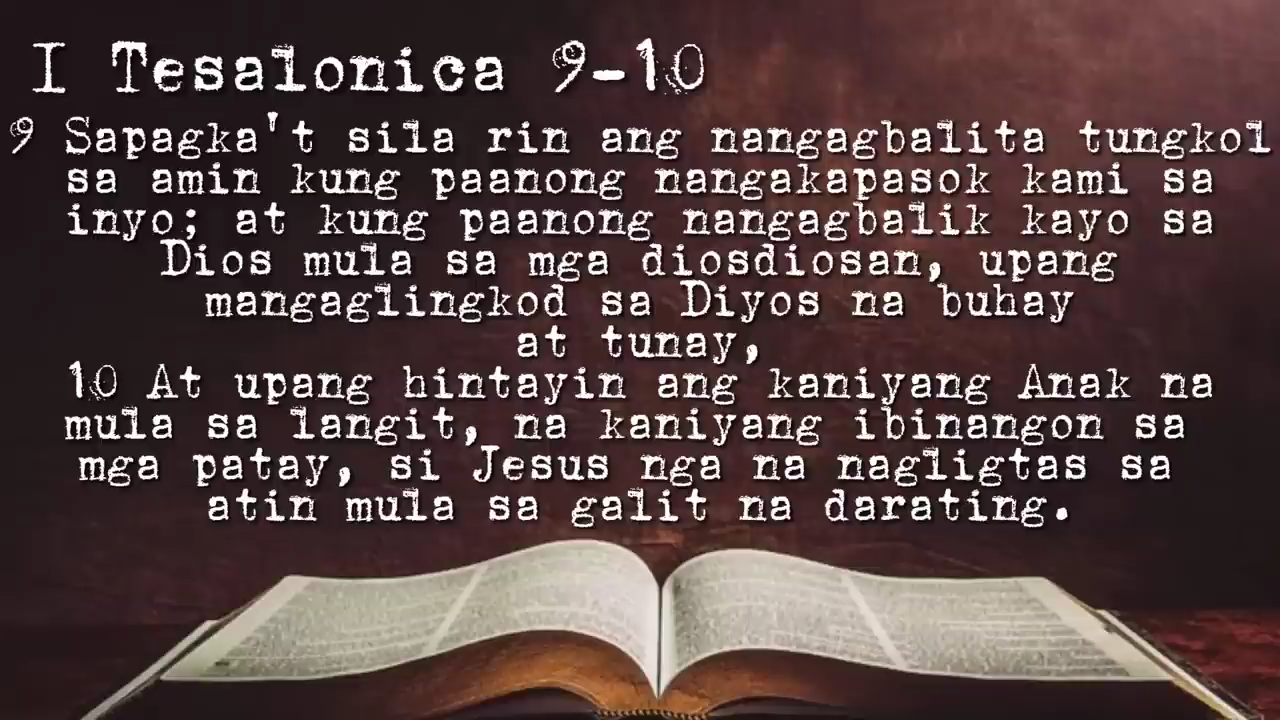 I Tesalonica 9-10
9 Sapagka't sila rin ang nangagbalita tungkol
sa amin kung paanong nangakapasok kami sa
inyo; at kung paanong nangagbalik kayo sa
Dios mula sa mga diosdiosan, upang
mangaglingkod sa Diyos na buhay
at tunay,
10 At upang hintayin ang kaniyang Anak na
mula sa langit, na kaniyang ibinangon sa
mga patay, si Jesus nga na nagligtas sa
atin mula sa galit na darating.